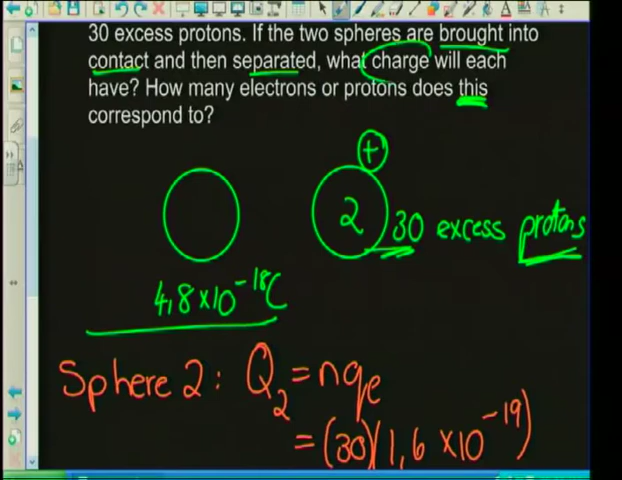 30 excess protons. If the two spheres are brought into
contact and then separated, what charge will each
have? How many electrons or protons does this
correspond to?
+
2 30 excess protons
4,8×10⁻¹⁸C
Sphere 2: Q₂ = nqₑ
= (30)(1,6 ×10⁻¹⁹)